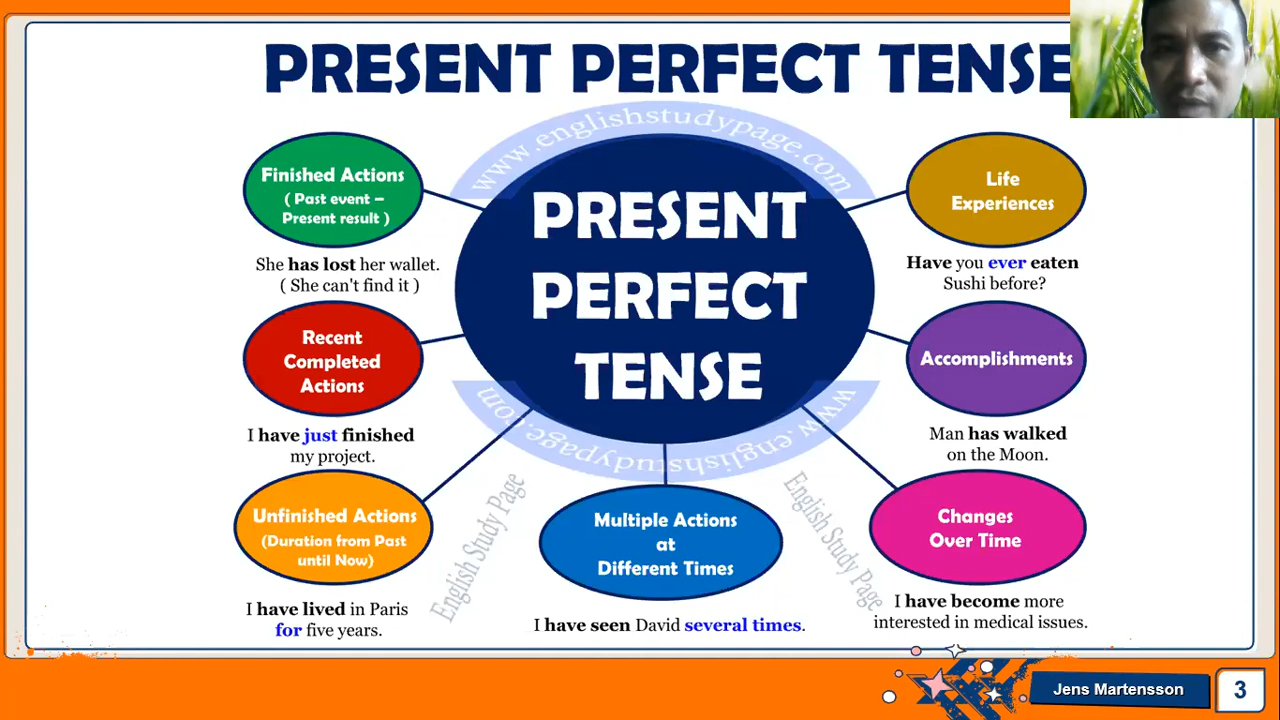 PRESENT PERFECT TENSE
www.englishstudypage.com
PRESENT
PERFECT
TENSE
www.englishstudypage.com
Finished Actions
( Past event –
Present result )
She has lost her wallet.
( She can't find it )
Recent
Completed
Actions
I have just finished
my project.
Unfinished Actions
(Duration from Past
until Now)
I have lived in Paris
for five years.
English Study Page
Multiple Actions
at
Different Times
I have seen David several times.
English Study Page
Life
Experiences
Have you ever eaten
Sushi before?
Accomplishments
Man has walked
on the Moon.
Changes
Over Time
I have become more
interested in medical issues.
Jens Martensson
3